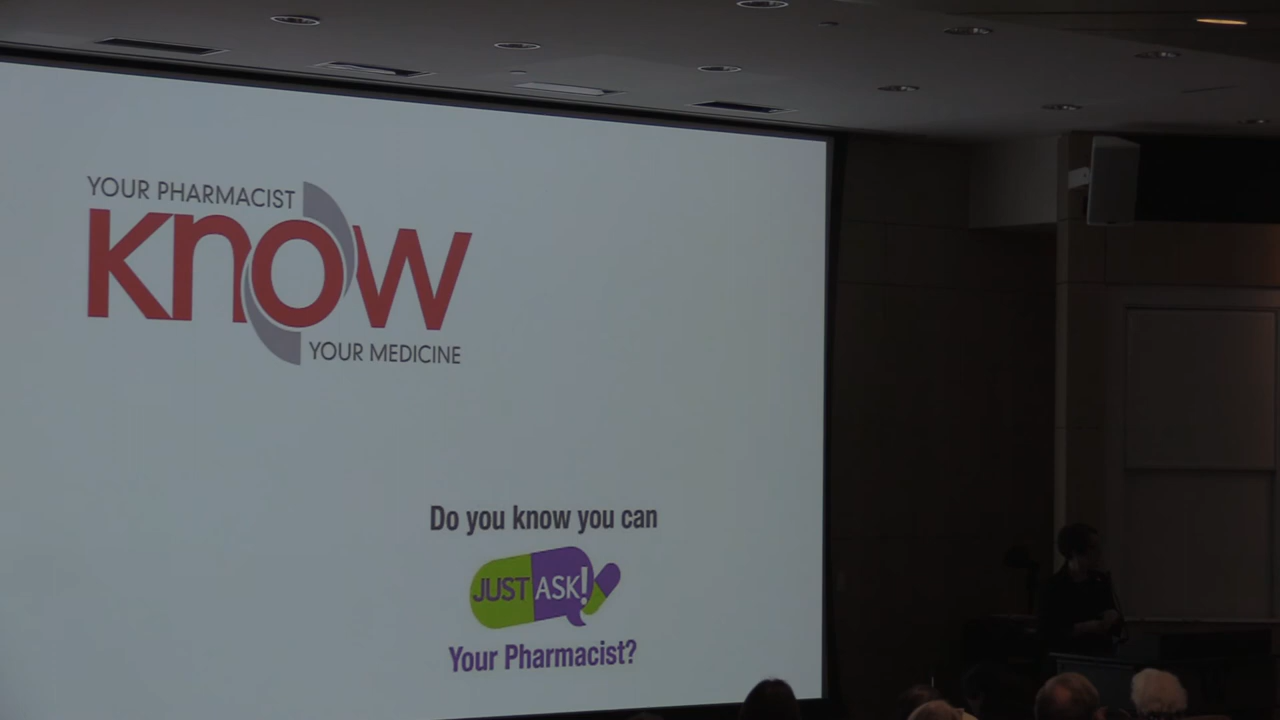 YOUR PHARMACIST
KNOW
YOUR MEDICINE
Do you know you can
JUST ASK!
Your Pharmacist?